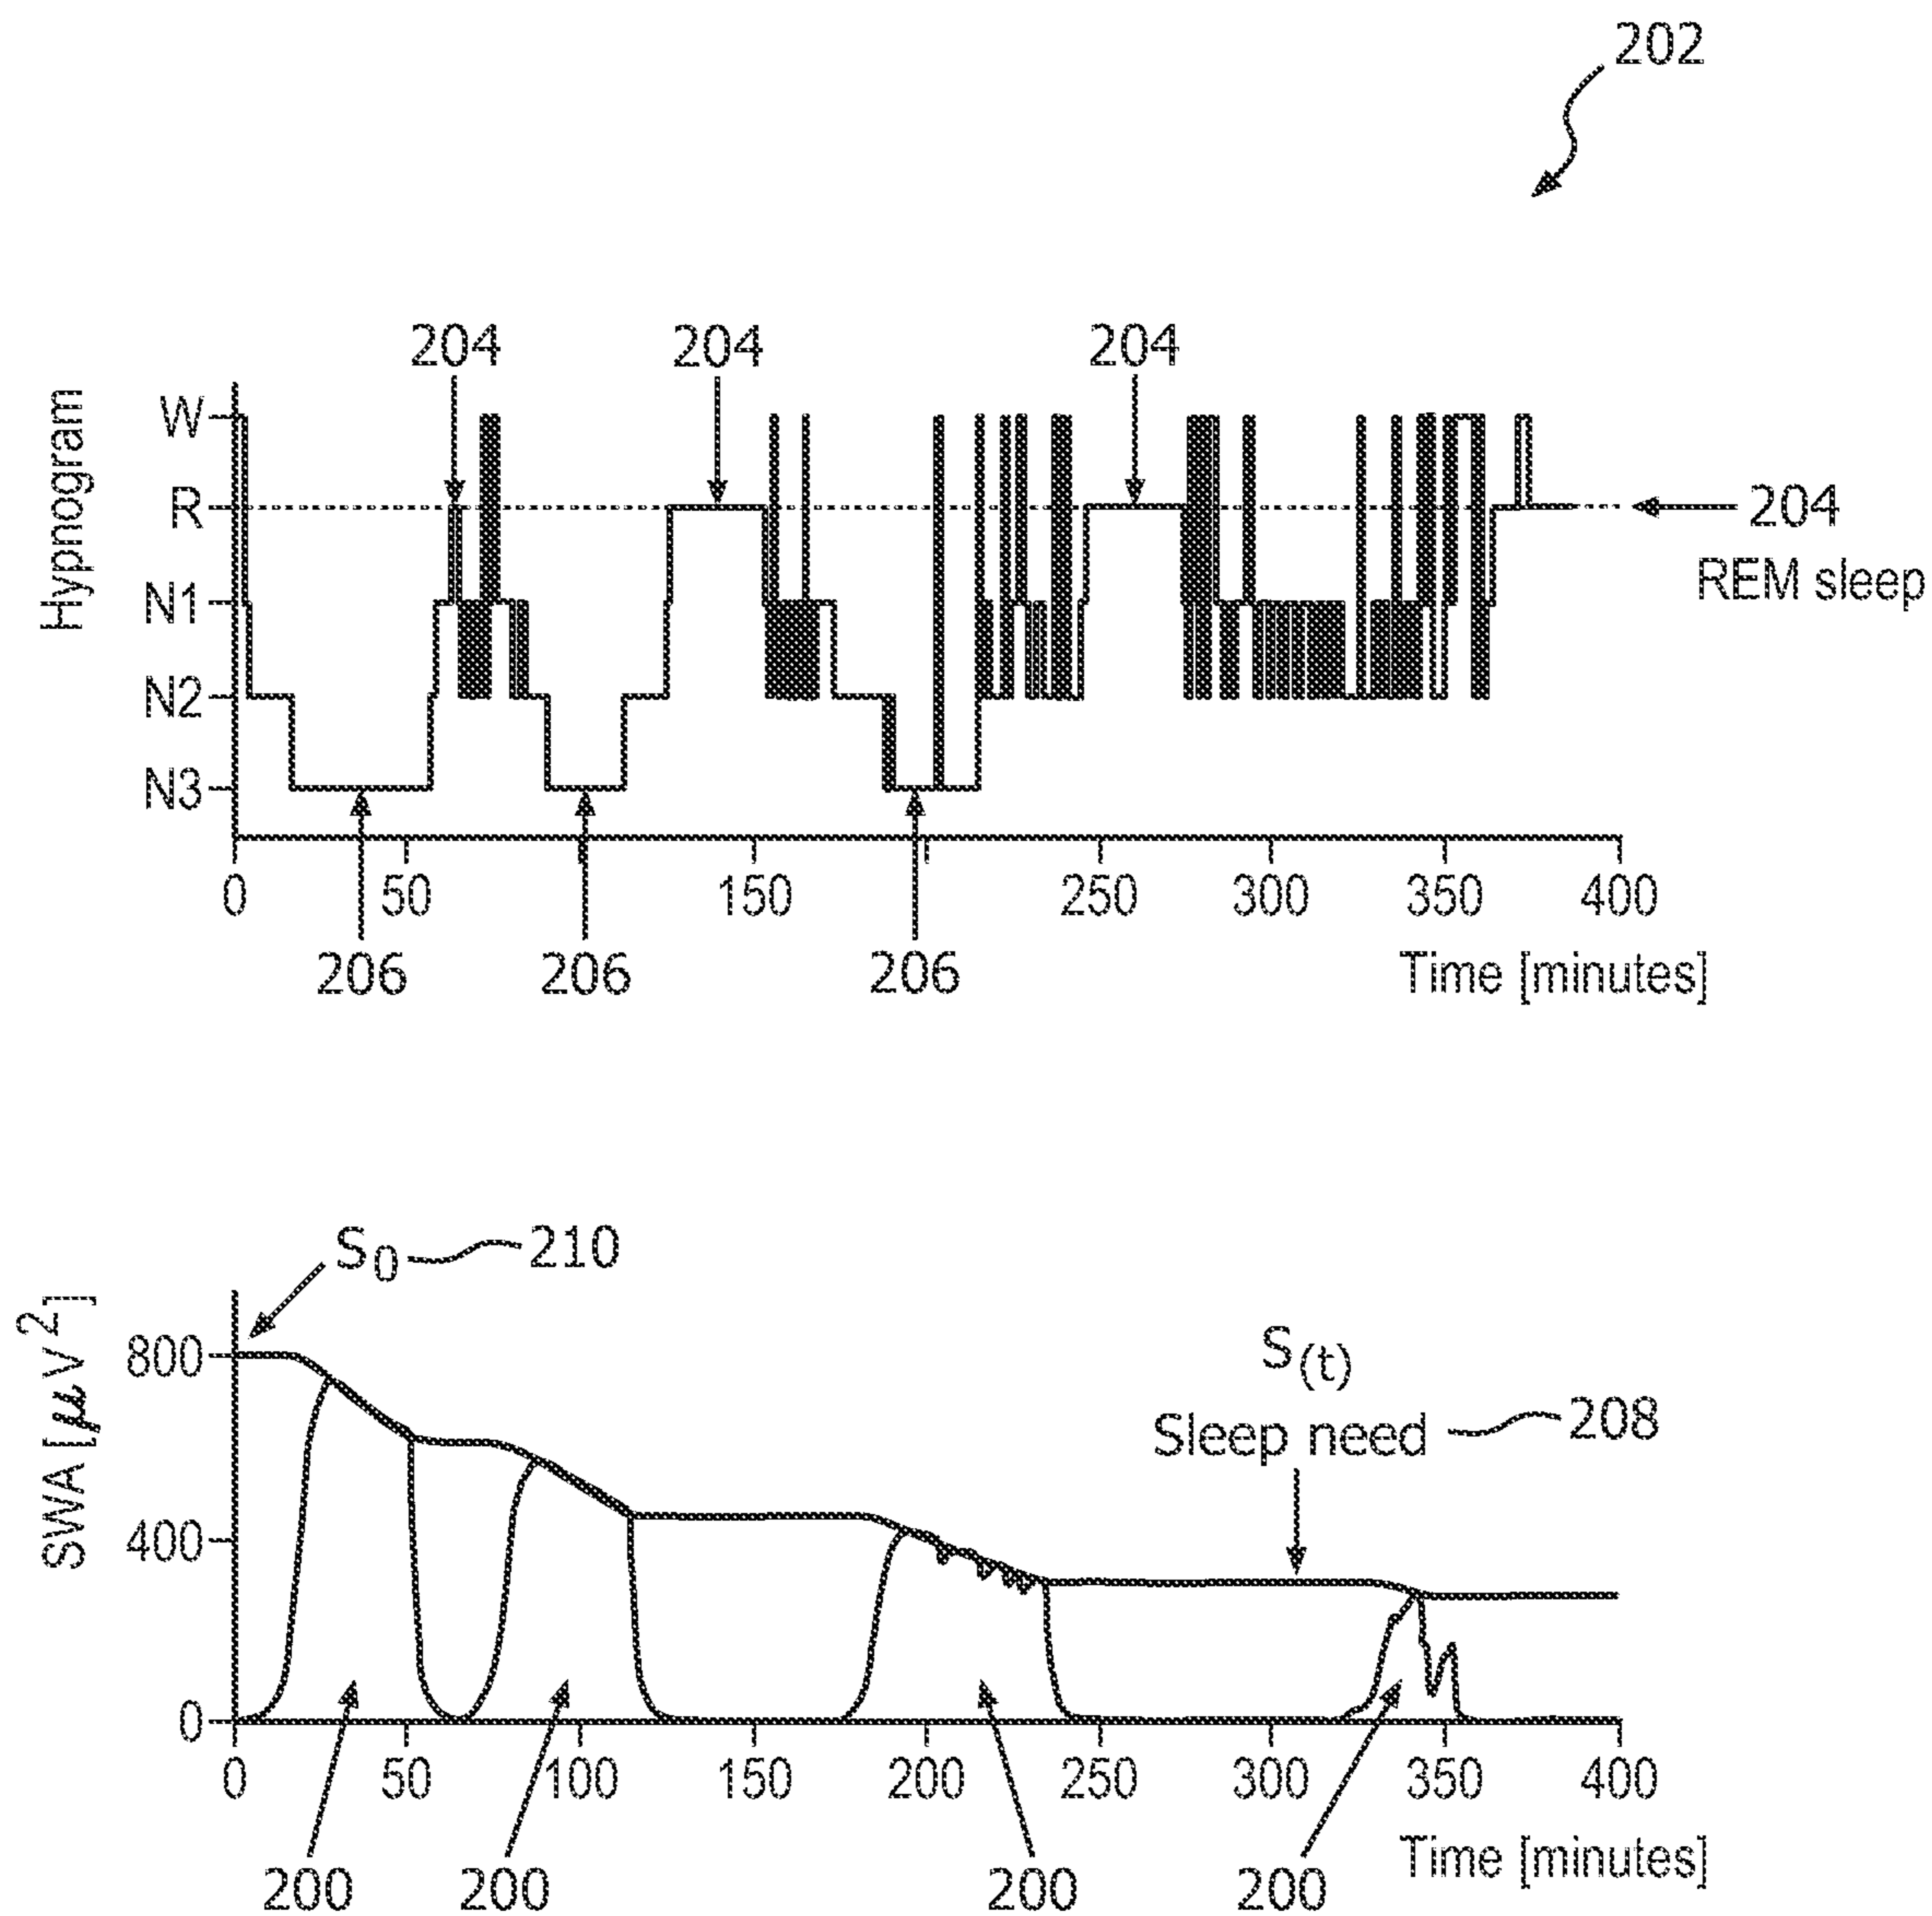 202
204 204 204
Hypnogram
W
R
204
REM sleep
N1
N2
N3
0 50 150 250 300 350 400
206 206 206
Time [minutes]
S0 210
SWA [μV 2]
800
S(t)
Sleep need 208
400
0
0 50 100 150 200 250 300 350 400
Time [minutes]
200 200 200 200